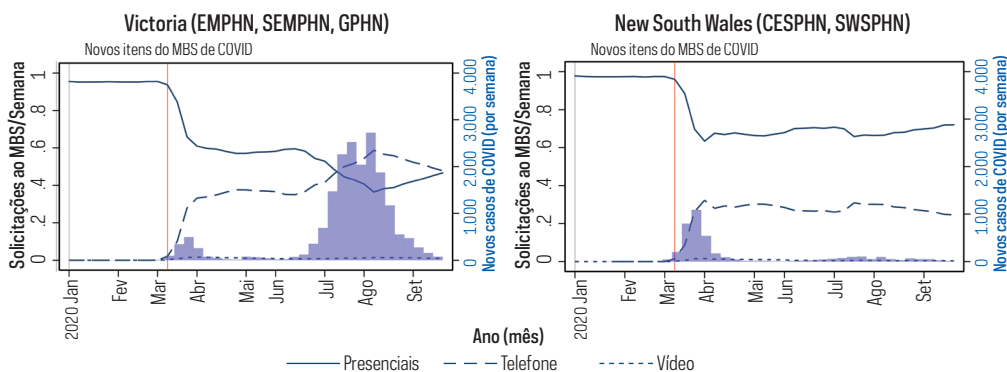 Victoria (EMPHN, SEMPHN, GPHN)
Novos itens do MBS de COVID
Solicitações ao MBS/Semana
1
.8
.6
.4
.2
0
4.000
3.000
2.000
1.000
0
Novos casos de COVID (por semana)
2020 Jan
Fev
Mar
Abr
Mai
Jun
Jul
Ago
Set
New South Wales (CESPHN, SWSPHN)
Novos itens do MBS de COVID
Solicitações ao MBS/Semana
1
.8
.6
.4
.2
0
4.000
3.000
2.000
1.000
0
Novos casos de COVID (por semana)
2020 Jan
Fev
Mar
Abr
Mai
Jun
Jul
Ago
Set
Ano (mês)
Presenciais Telefone Vídeo